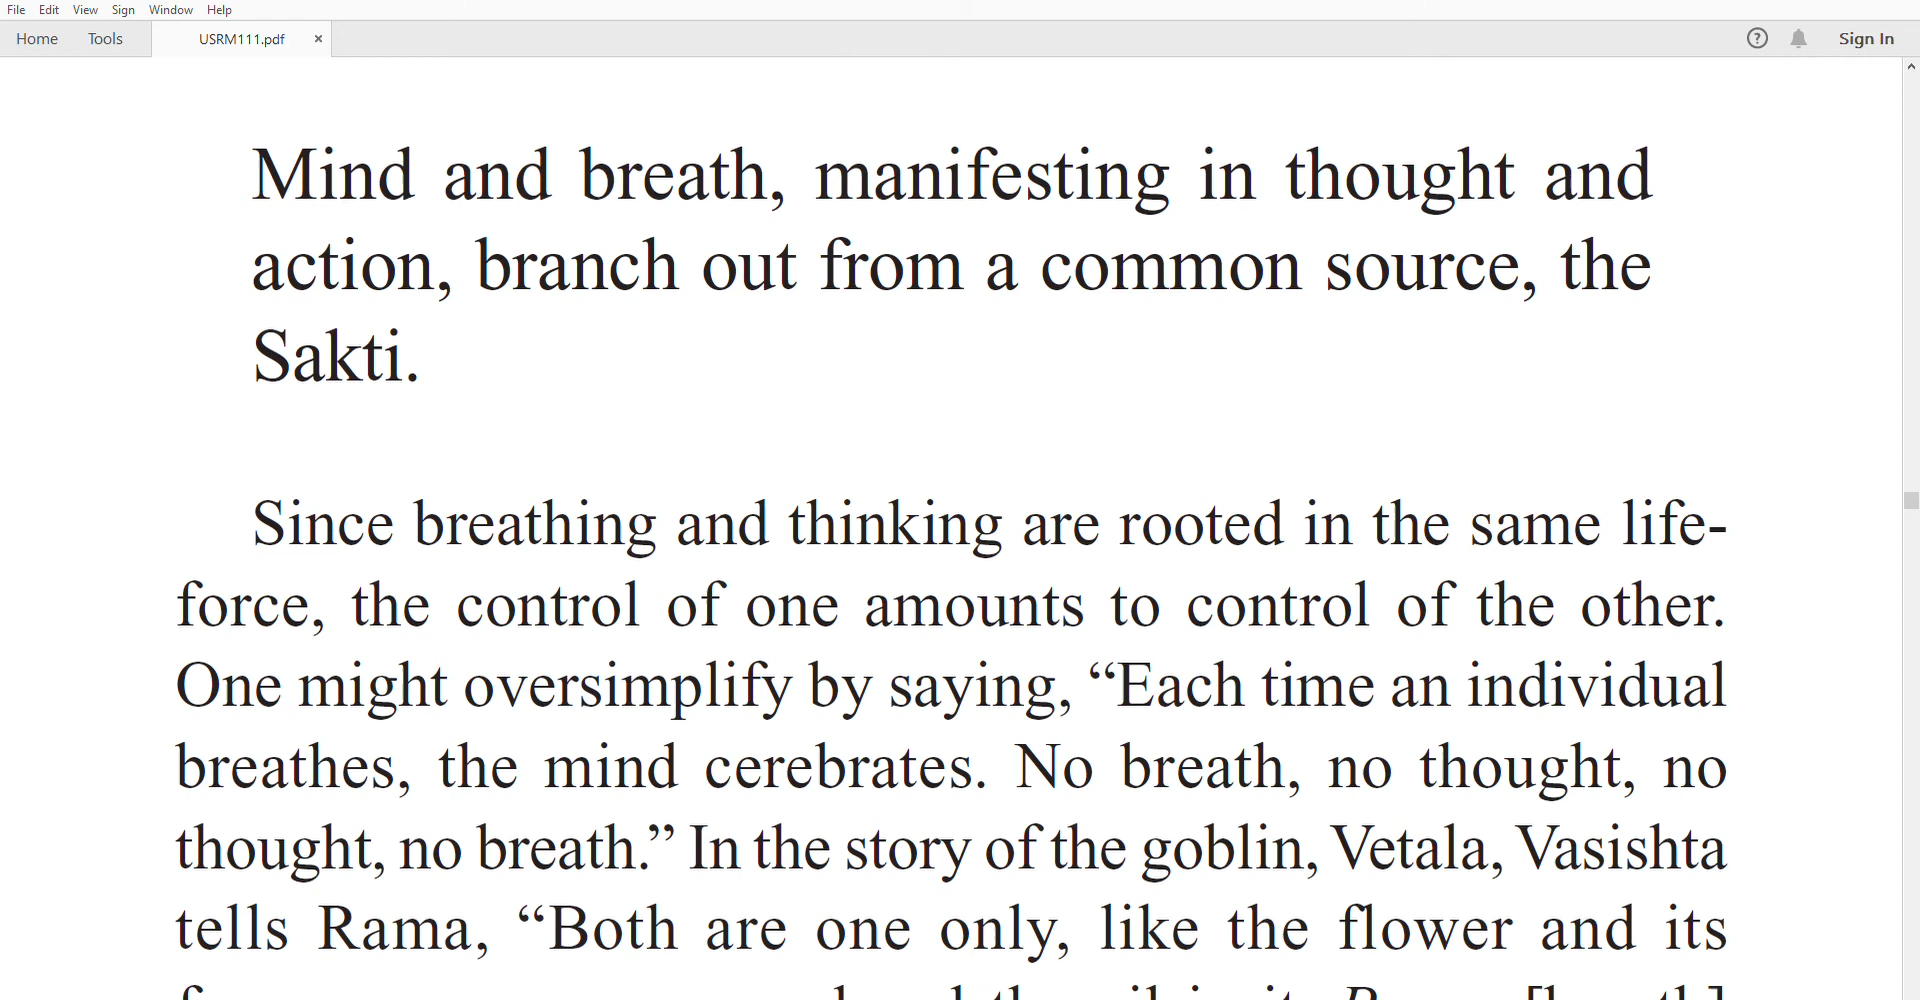 File Edit View Sign Window Help
Home Tools USRM111.pdf × ? Sign In
Mind and breath, manifesting in thought and
action, branch out from a common source, the
Sakti.
Since breathing and thinking are rooted in the same life-
force, the control of one amounts to control of the other.
One might oversimplify by saying, “Each time an individual
breathes, the mind cerebrates. No breath, no thought, no
thought, no breath.” In the story of the goblin, Vetala, Vasishta
tells Rama, “Both are one only, like the flower and its